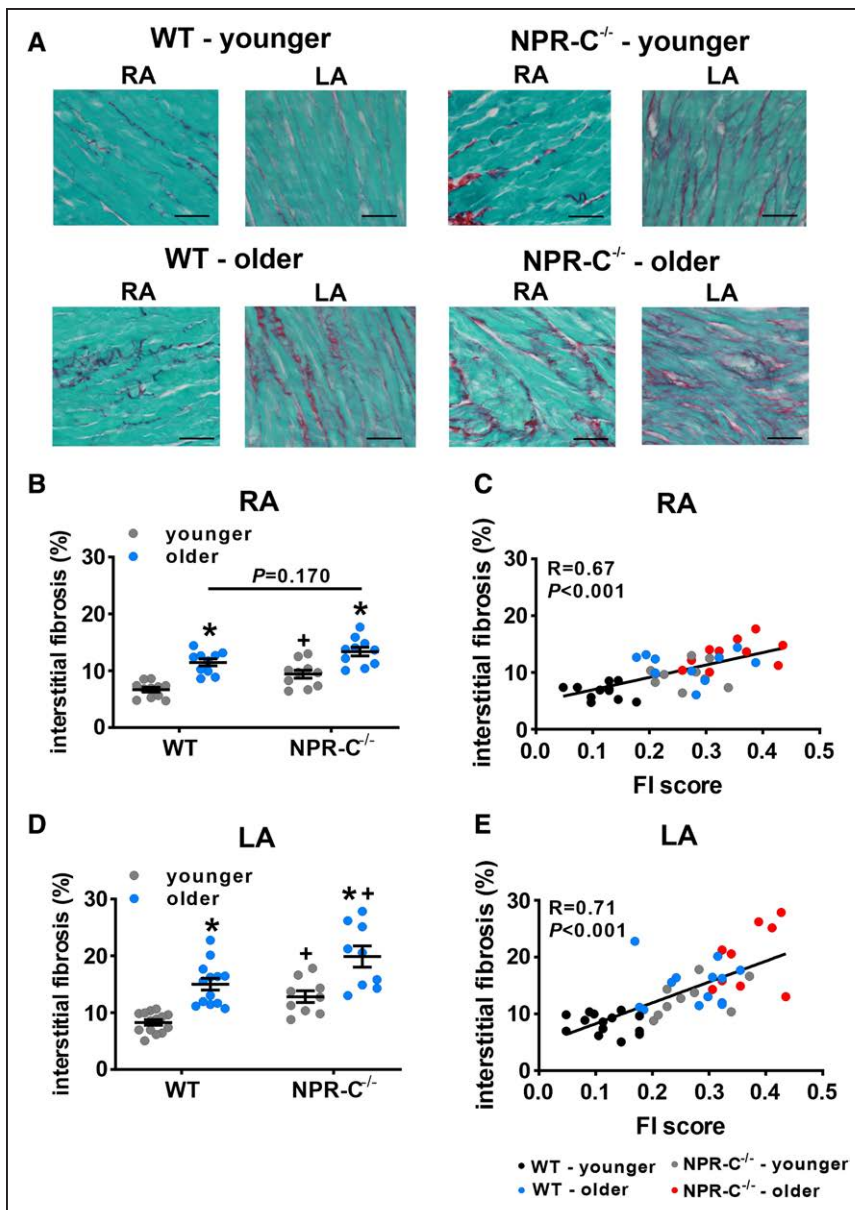 A
WT - younger
NPR-C-/- - younger
RA
LA
RA
LA
WT - older
NPR-C-/- - older
RA
LA
RA
LA
B
RA
younger
older
interstitial fibrosis (%)
30
20
10
0
P=0.170
*
+
*
WT
NPR-C-/-
C
RA
interstitial fibrosis (%)
30
20
10
0
R=0.67
P<0.001
0.0 0.1 0.2 0.3 0.4 0.5
FI score
D
LA
younger
older
interstitial fibrosis (%)
30
20
10
0
*
+
*+
WT
NPR-C-/-
E
LA
interstitial fibrosis (%)
30
20
10
0
R=0.71
P<0.001
0.0 0.1 0.2 0.3 0.4 0.5
FI score
WT - younger
NPR-C-/- - younger
WT - older
NPR-C-/- - older